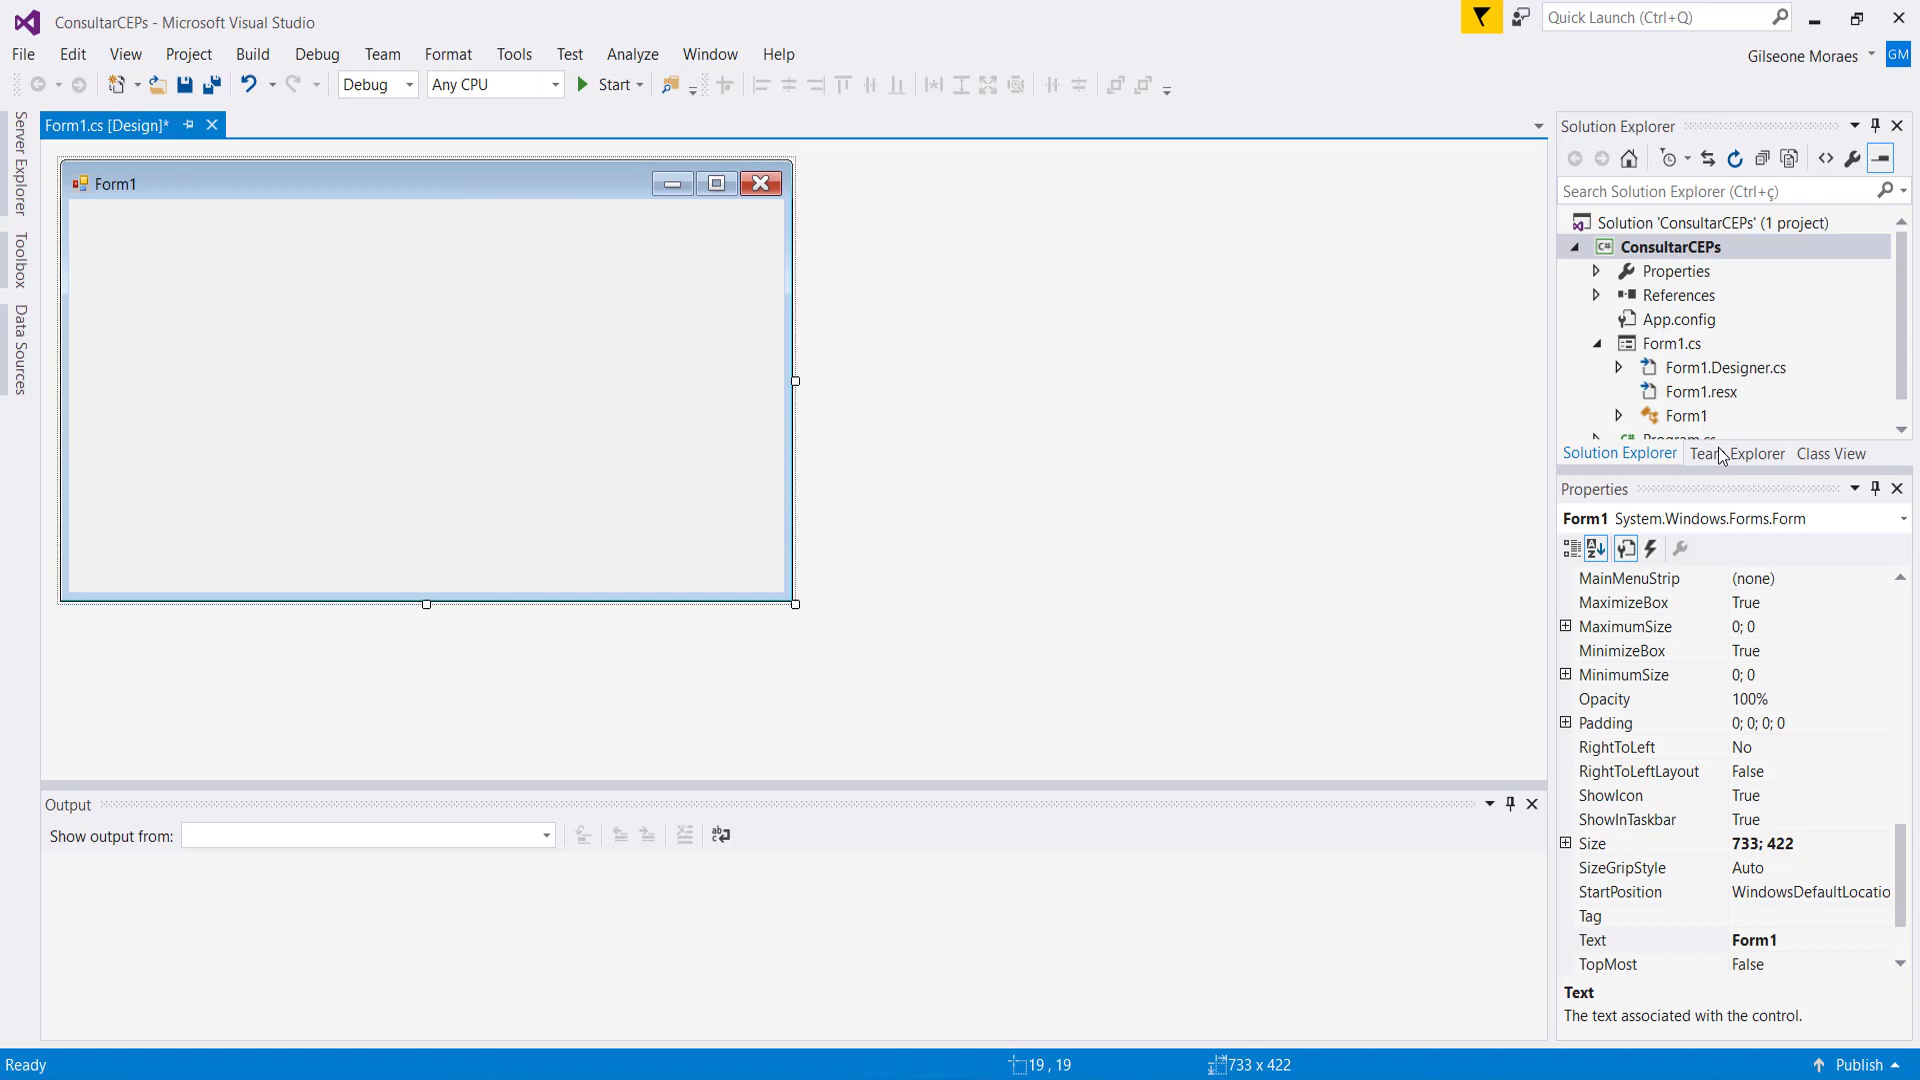 ConsultarCEPs - Microsoft Visual Studio
Quick Launch (Ctrl+Q)
File Edit View Project Build Debug Team Format Tools Test Analyze Window Help
Gilseone Moraes GM
Debug Any CPU Start
Server Explorer
Toolbox
Data Sources
Form1.cs [Design]*
Form1
Solution Explorer
Search Solution Explorer (Ctrl+ç)
Solution 'ConsultarCEPs' (1 project)
C# ConsultarCEPs
Properties
References
App.config
Form1.cs
Form1.Designer.cs
Form1.resx
Form1
Program.cs
Solution Explorer Team Explorer Class View
Properties
Form1 System.Windows.Forms.Form
MainMenuStrip (none)
MaximizeBox True
MaximumSize 0; 0
MinimizeBox True
MinimumSize 0; 0
Opacity 100%
Padding 0; 0; 0; 0
RightToLeft No
RightToLeftLayout False
ShowIcon True
ShowInTaskbar True
Size 733; 422
SizeGripStyle Auto
StartPosition WindowsDefaultLocatio
Tag
Text Form1
TopMost False
Text
The text associated with the control.
Output
Show output from:
Ready 19 , 19 733 x 422 Publish